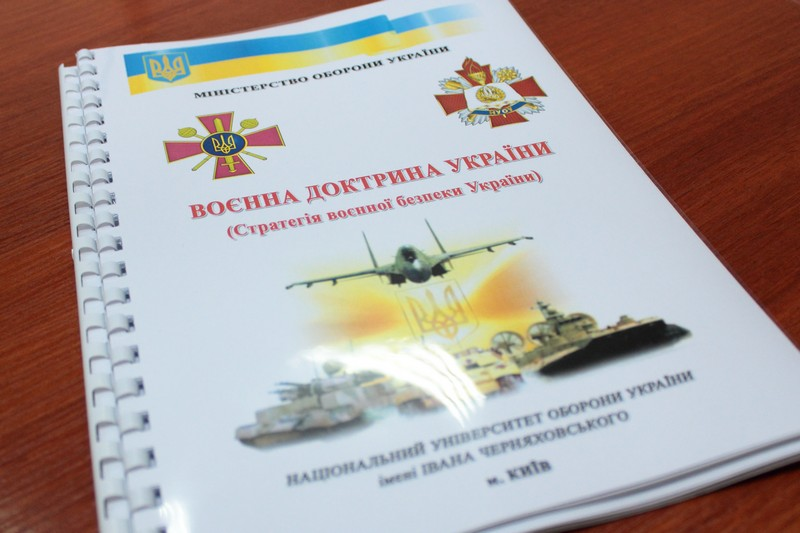 МІНІСТЕРСТВО ОБОРОНИ УКРАЇНИ
ВОЄННА ДОКТРИНА УКРАЇНИ
(Стратегія воєнної безпеки України)
НАЦІОНАЛЬНИЙ УНІВЕРСИТЕТ ОБОРОНИ УКРАЇНИ
імені ІВАНА ЧЕРНЯХОВСЬКОГО
м. КИЇВ